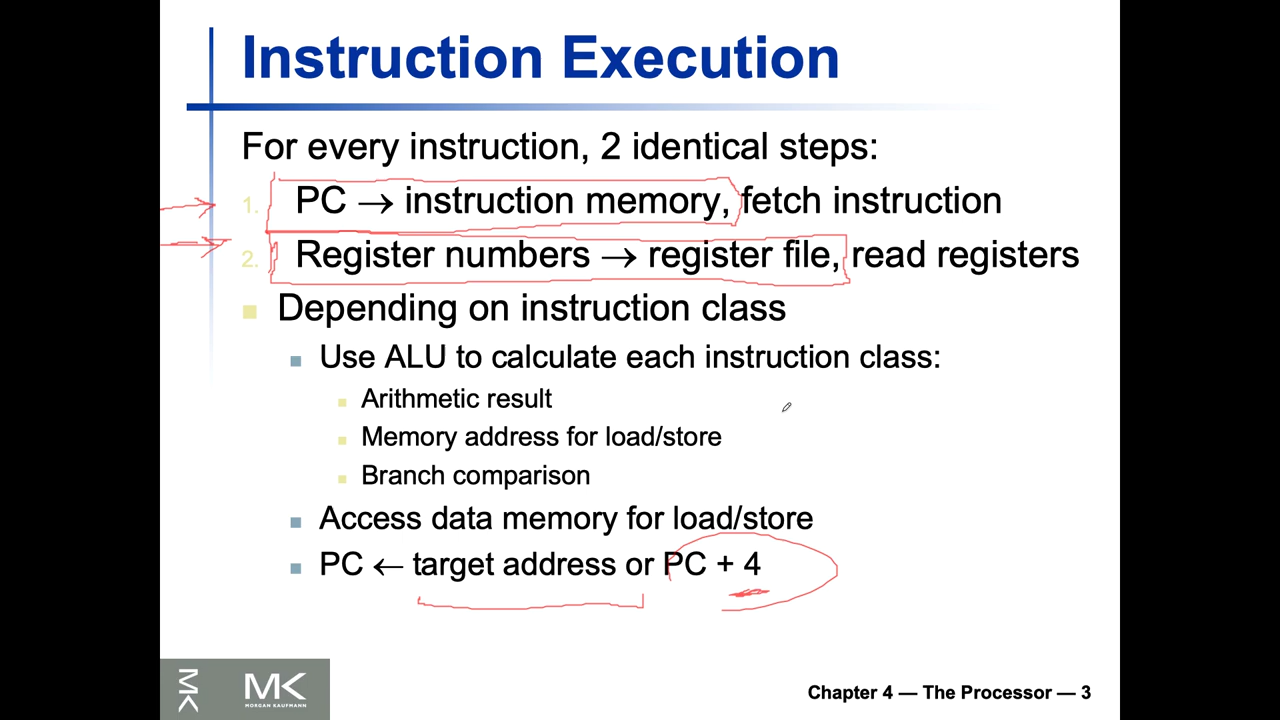 Instruction Execution
For every instruction, 2 identical steps:
1. PC → instruction memory, fetch instruction
2. Register numbers → register file, read registers
Depending on instruction class
Use ALU to calculate each instruction class:
Arithmetic result
Memory address for load/store
Branch comparison
Access data memory for load/store
PC ← target address or PC + 4
MK
MK
MORGAN KAUFMANN
Chapter 4 — The Processor — 3